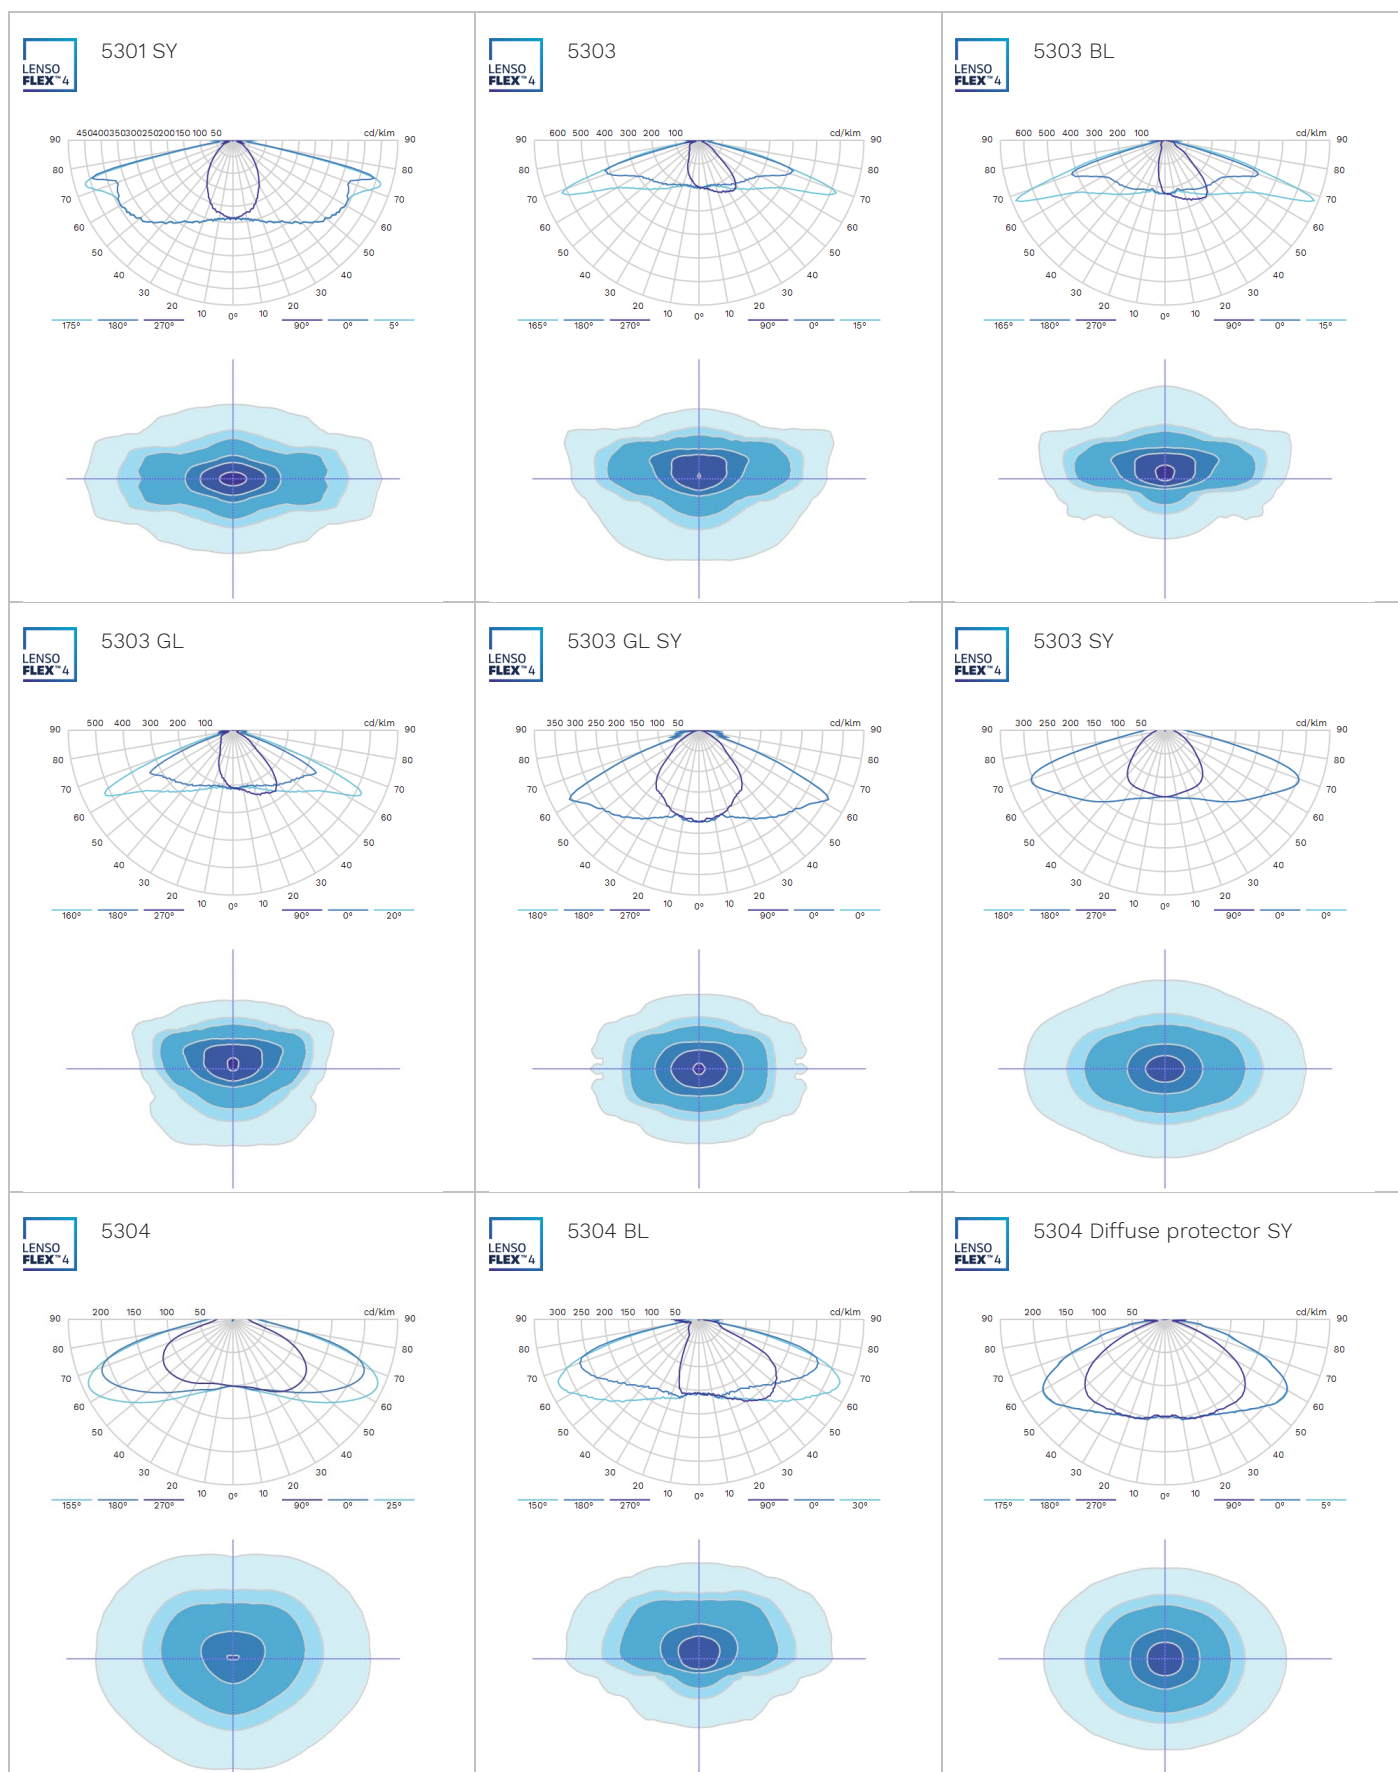 LENSO
FLEX™4
5301 SY
450400350300250200150 100 50
cd/klm
90 90
80 80
70 70
60 60
50 50
40 40
30 30
20 20
10 0° 10
175° 180° 270° 90° 0° 5°
LENSO
FLEX™4
5303
600 500 400 300 200 100
cd/klm
90 90
80 80
70 70
60 60
50 50
40 40
30 30
20 20
10 0° 10
165° 180° 270° 90° 0° 15°
LENSO
FLEX™4
5303 BL
600 500 400 300 200 100
cd/klm
90 90
80 80
70 70
60 60
50 50
40 40
30 30
20 20
10 0° 10
165° 180° 270° 90° 0° 15°
LENSO
FLEX™4
5303 GL
500 400 300 200 100
cd/klm
90 90
80 80
70 70
60 60
50 50
40 40
30 30
20 20
10 0° 10
160° 180° 270° 90° 0° 20°
LENSO
FLEX™4
5303 GL SY
350 300 250 200 150 100 50
cd/klm
90 90
80 80
70 70
60 60
50 50
40 40
30 30
20 20
10 0° 10
180° 180° 270° 90° 0° 0°
LENSO
FLEX™4
5303 SY
300 250 200 150 100 50
cd/klm
90 90
80 80
70 70
60 60
50 50
40 40
30 30
20 20
10 0° 10
180° 180° 270° 90° 0° 0°
LENSO
FLEX™4
5304
200 150 100 50
cd/klm
90 90
80 80
70 70
60 60
50 50
40 40
30 30
20 20
10 0° 10
155° 180° 270° 90° 0° 25°
LENSO
FLEX™4
5304 BL
300 250 200 150 100 50
cd/klm
90 90
80 80
70 70
60 60
50 50
40 40
30 30
20 20
10 0° 10
150° 180° 270° 90° 0° 30°
LENSO
FLEX™4
5304 Diffuse protector SY
200 150 100 50
cd/klm
90 90
80 80
70 70
60 60
50 50
40 40
30 30
20 20
10 0° 10
175° 180° 270° 90° 0° 5°